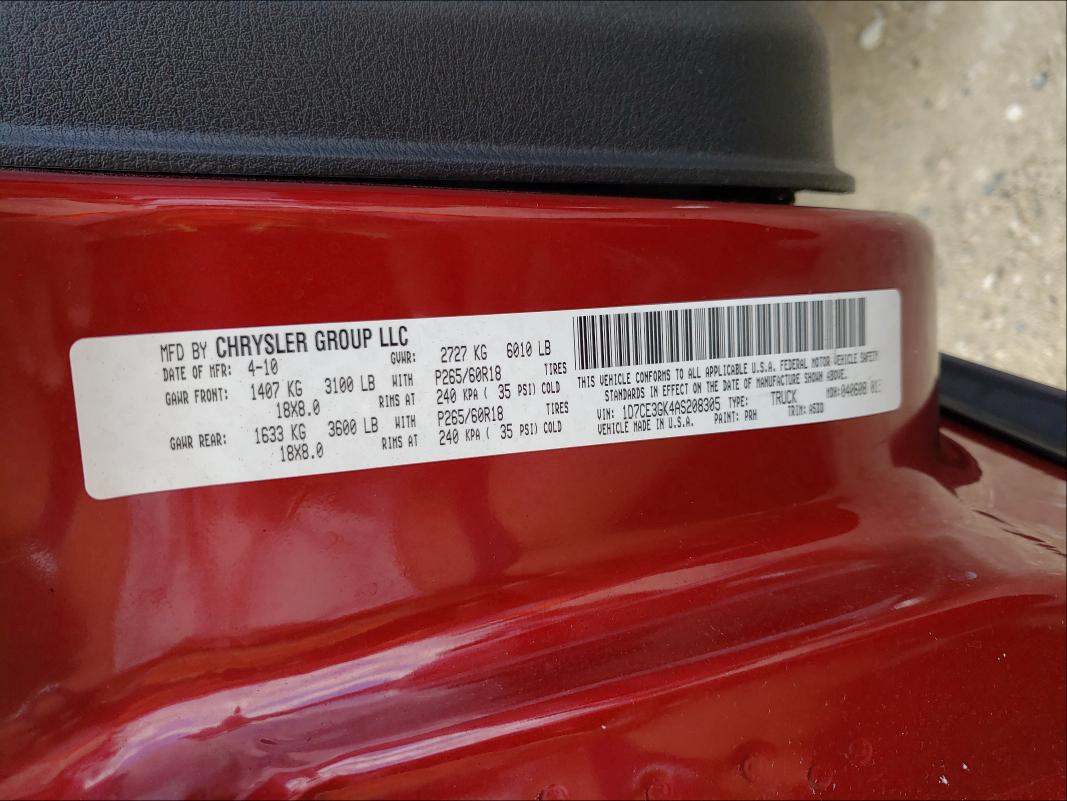 MFD BY CHRYSLER GROUP LLC
DATE OF MFR: 4-10 GVWR: 2727 KG 6010 LB
GAWR FRONT: 1407 KG 3100 LB WITH P265/60R18 TIRES
18X8.0 RIMS AT 240 KPA ( 35 PSI) COLD
GAWR REAR: 1633 KG 3600 LB WITH P265/60R18 TIRES
18X8.0 RIMS AT 240 KPA ( 35 PSI) COLD
THIS VEHICLE CONFORMS TO ALL APPLICABLE U.S.A. FEDERAL MOTOR VEHICLE SAFETY
STANDARDS IN EFFECT ON THE DATE OF MANUFACTURE SHOWN ABOVE.
VIN: 1D7CE3GK4AS208305 TYPE: TRUCK MDH:040608
VEHICLE MADE IN U.S.A. PAINT: PRH TRIM: A5DD